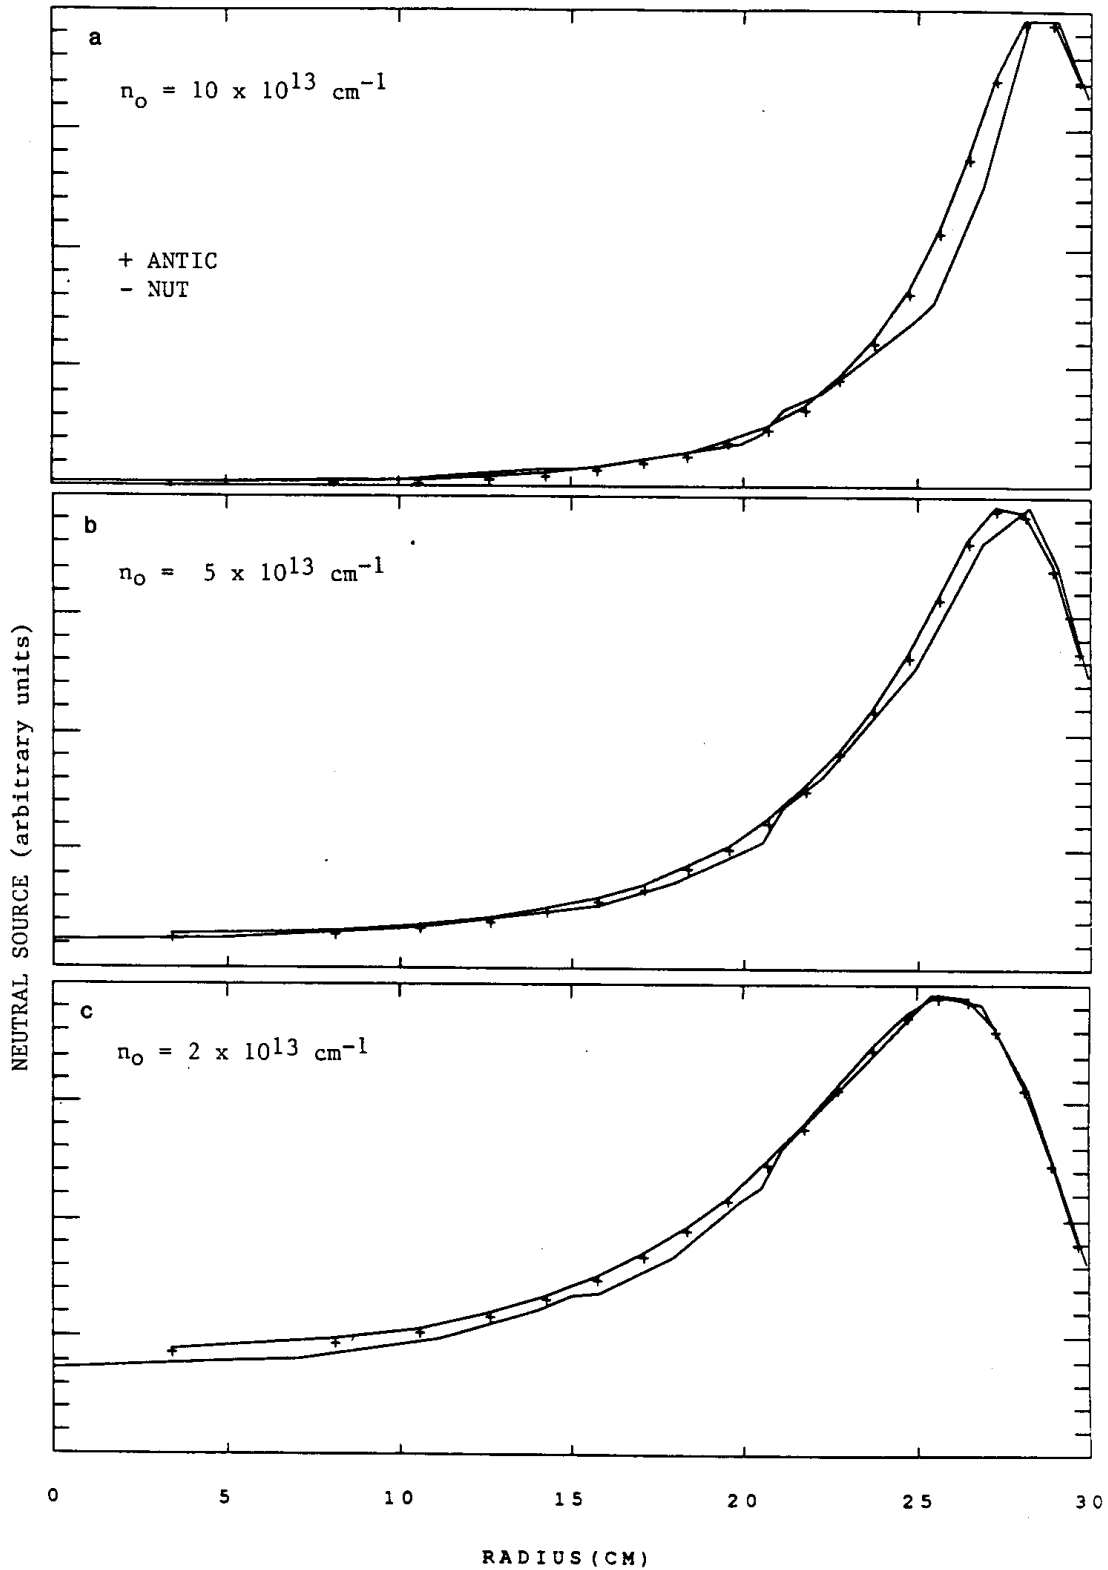 a
n₀ = 10 x 10¹³ cm⁻¹
+ ANTIC
- NUT
b
n₀ = 5 x 10¹³ cm⁻¹
c
n₀ = 2 x 10¹³ cm⁻¹
NEUTRAL SOURCE (arbitrary units)
0 5 10 15 20 25 30
RADIUS(CM)